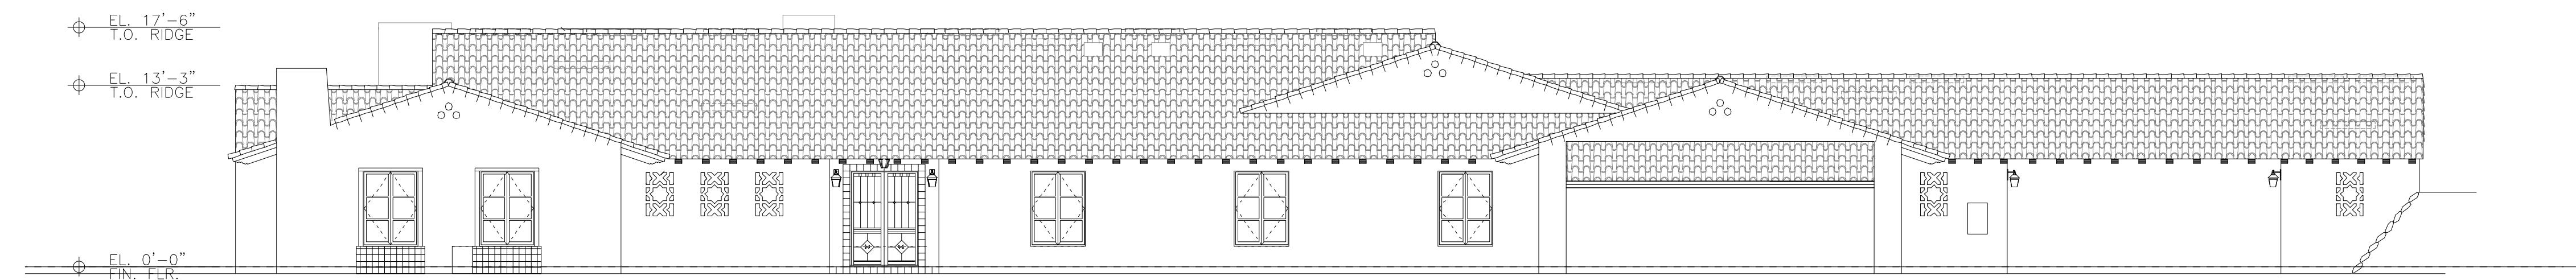 EL. 17'-6"
T.O. RIDGE
EL. 13'-3"
T.O. RIDGE
EL. 0'-0"
FIN. FLR.